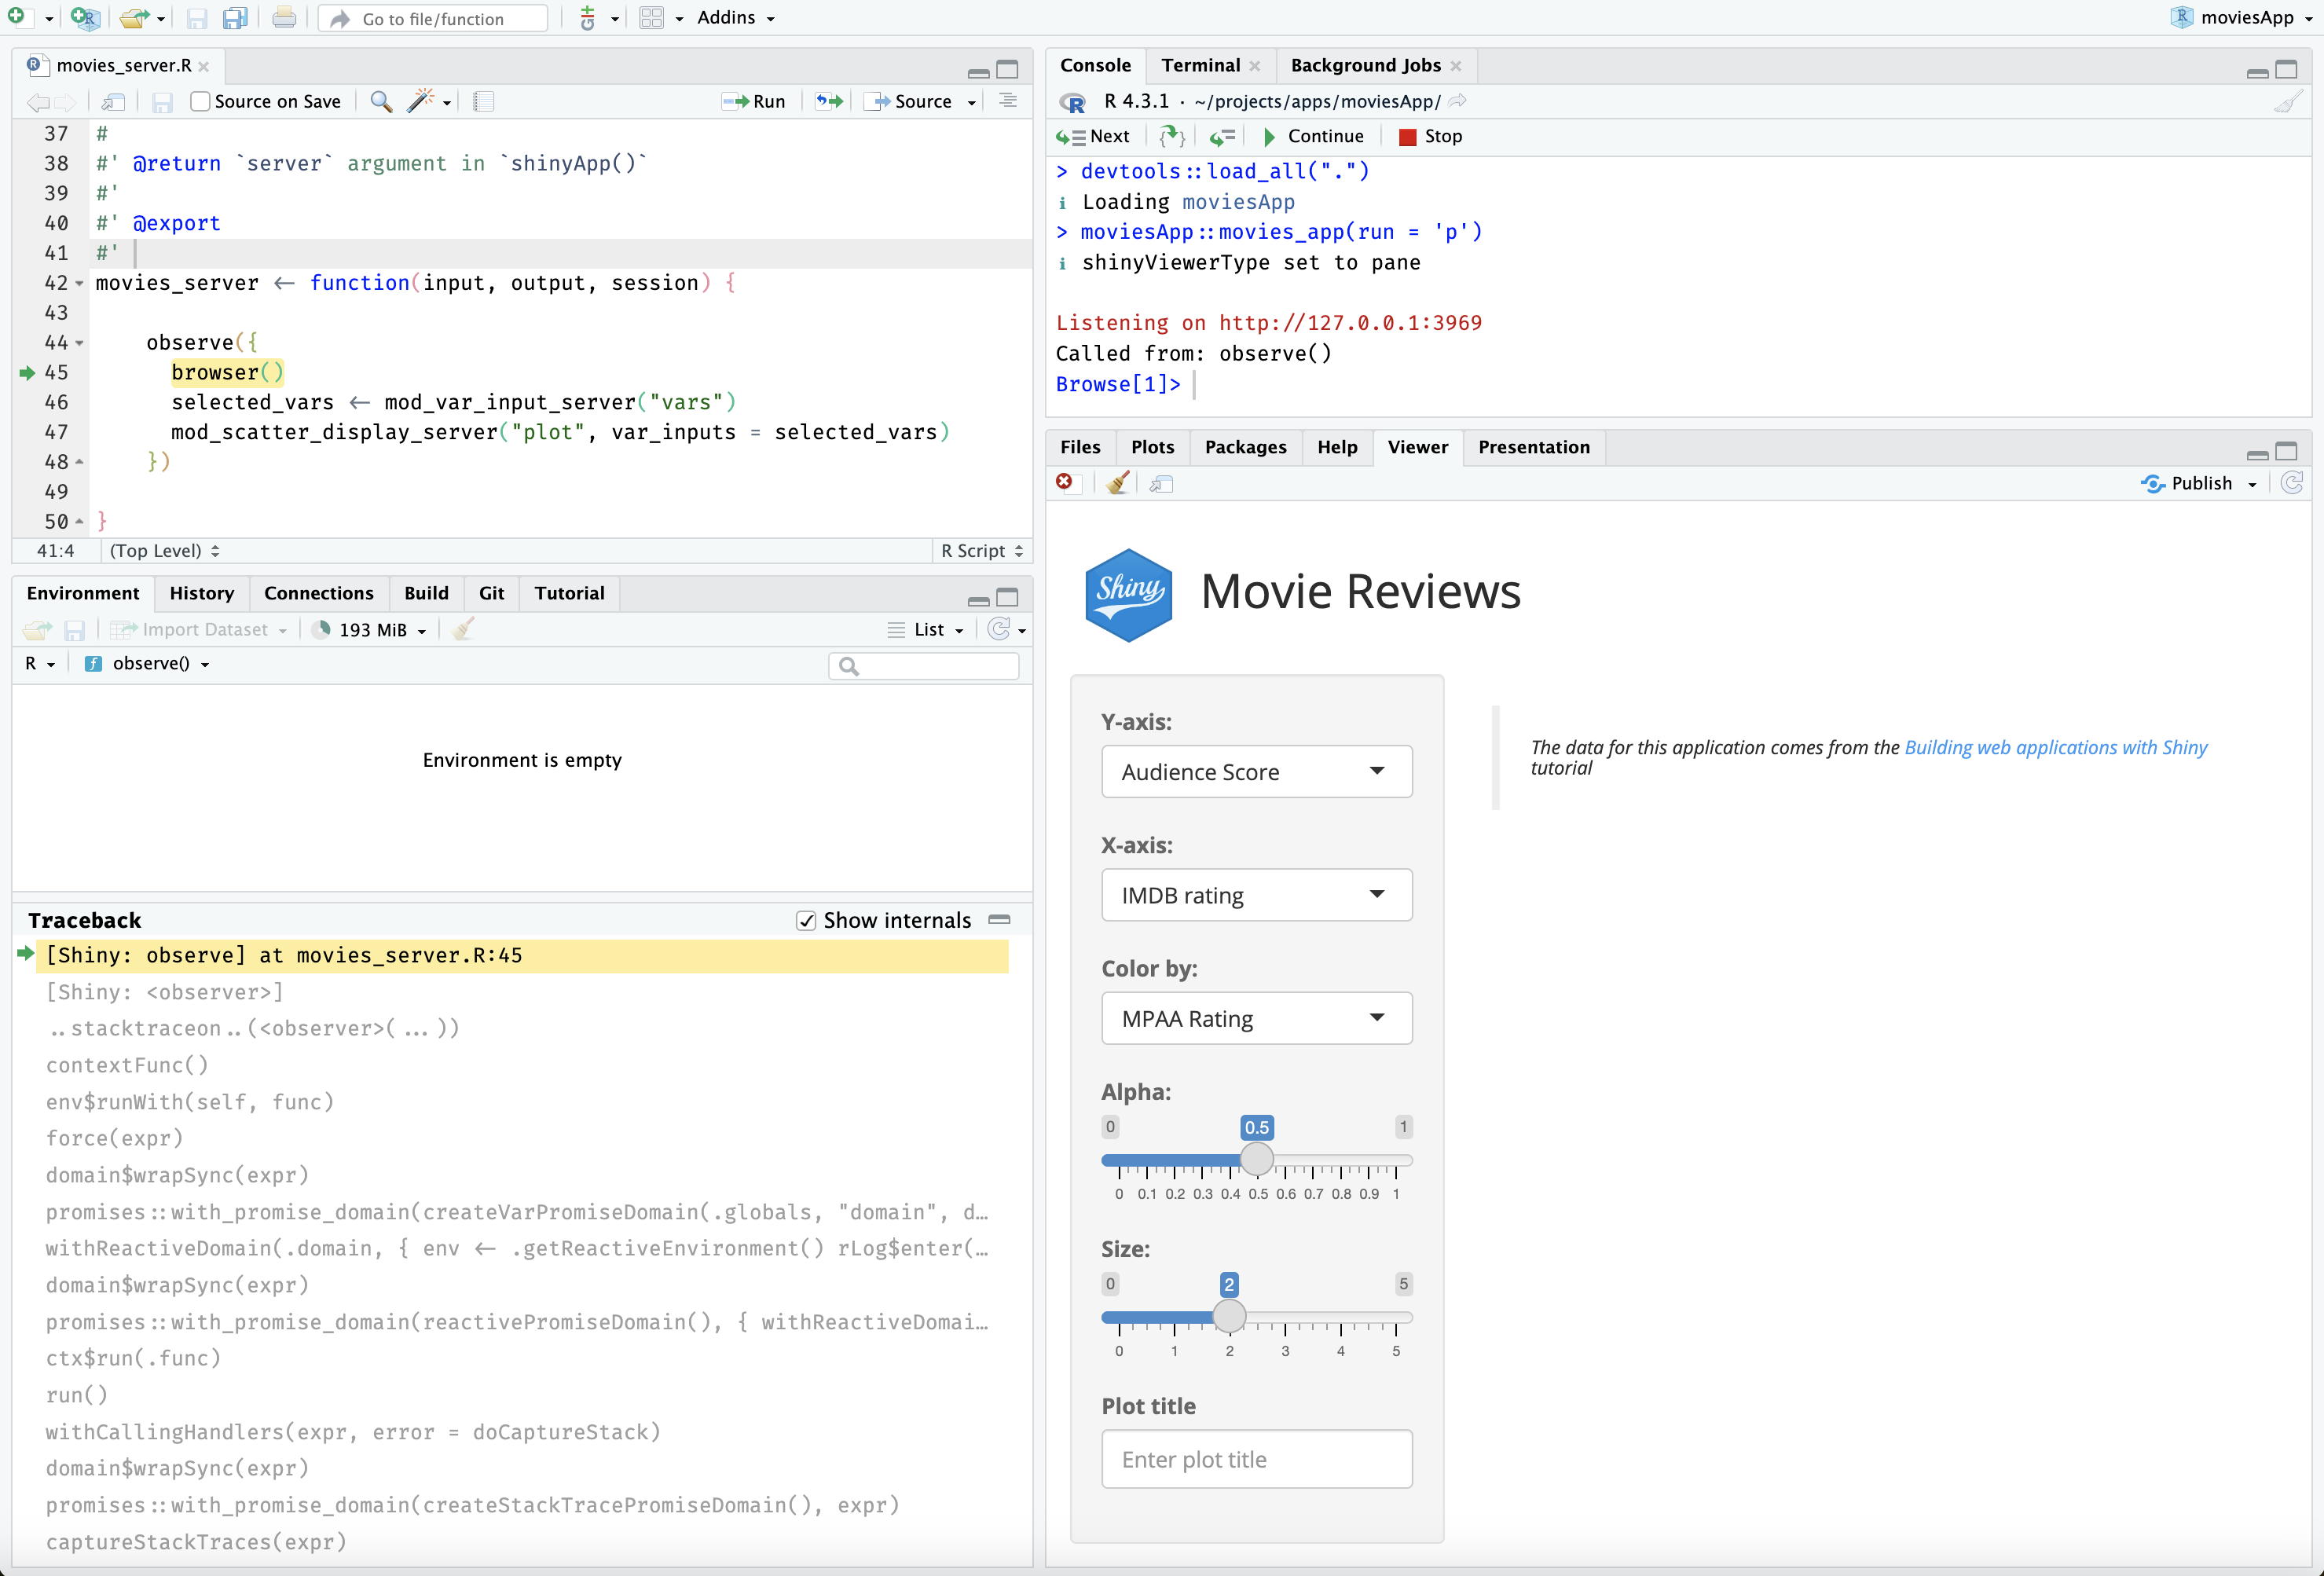 Go to file/function
Addins
moviesApp
movies_server.R
Source on Save
Run
Source
37 #
38 #' @return `server` argument in `shinyApp()`
39 #'
40 #' @export
41 #'
42 movies_server ← function(input, output, session) {
43
44 observe({
45 browser()
46 selected_vars ← mod_var_input_server("vars")
47 mod_scatter_display_server("plot", var_inputs = selected_vars)
48 })
49
50 }
41:4 (Top Level) R Script
Environment History Connections Build Git Tutorial
Import Dataset 193 MiB List
R observe()
Environment is empty
Traceback Show internals
[Shiny: observe] at movies_server.R:45
[Shiny: <observer>]
..stacktraceon..(<observer>(...))
contextFunc()
env$runWith(self, func)
force(expr)
domain$wrapSync(expr)
promises::with_promise_domain(createVarPromiseDomain(.globals, "domain", d…
withReactiveDomain(.domain, { env ← .getReactiveEnvironment() rLog$enter(…
domain$wrapSync(expr)
promises::with_promise_domain(reactivePromiseDomain(), { withReactiveDomai…
ctx$run(.func)
run()
withCallingHandlers(expr, error = doCaptureStack)
domain$wrapSync(expr)
promises::with_promise_domain(createStackTracePromiseDomain(), expr)
captureStackTraces(expr)
Console Terminal Background Jobs
R 4.3.1 · ~/projects/apps/moviesApp/
Next Continue Stop
> devtools::load_all(".")
ℹ Loading moviesApp
> moviesApp::movies_app(run = 'p')
ℹ shinyViewerType set to pane
Listening on http://127.0.0.1:3969
Called from: observe()
Browse[1]>
Files Plots Packages Help Viewer Presentation
Publish
Shiny
Movie Reviews
Y-axis:
Audience Score
X-axis:
IMDB rating
Color by:
MPAA Rating
Alpha:
0 0.5 1
0 0.1 0.2 0.3 0.4 0.5 0.6 0.7 0.8 0.9 1
Size:
0 2 5
0 1 2 3 4 5
Plot title
Enter plot title
The data for this application comes from the Building web applications with Shiny
tutorial